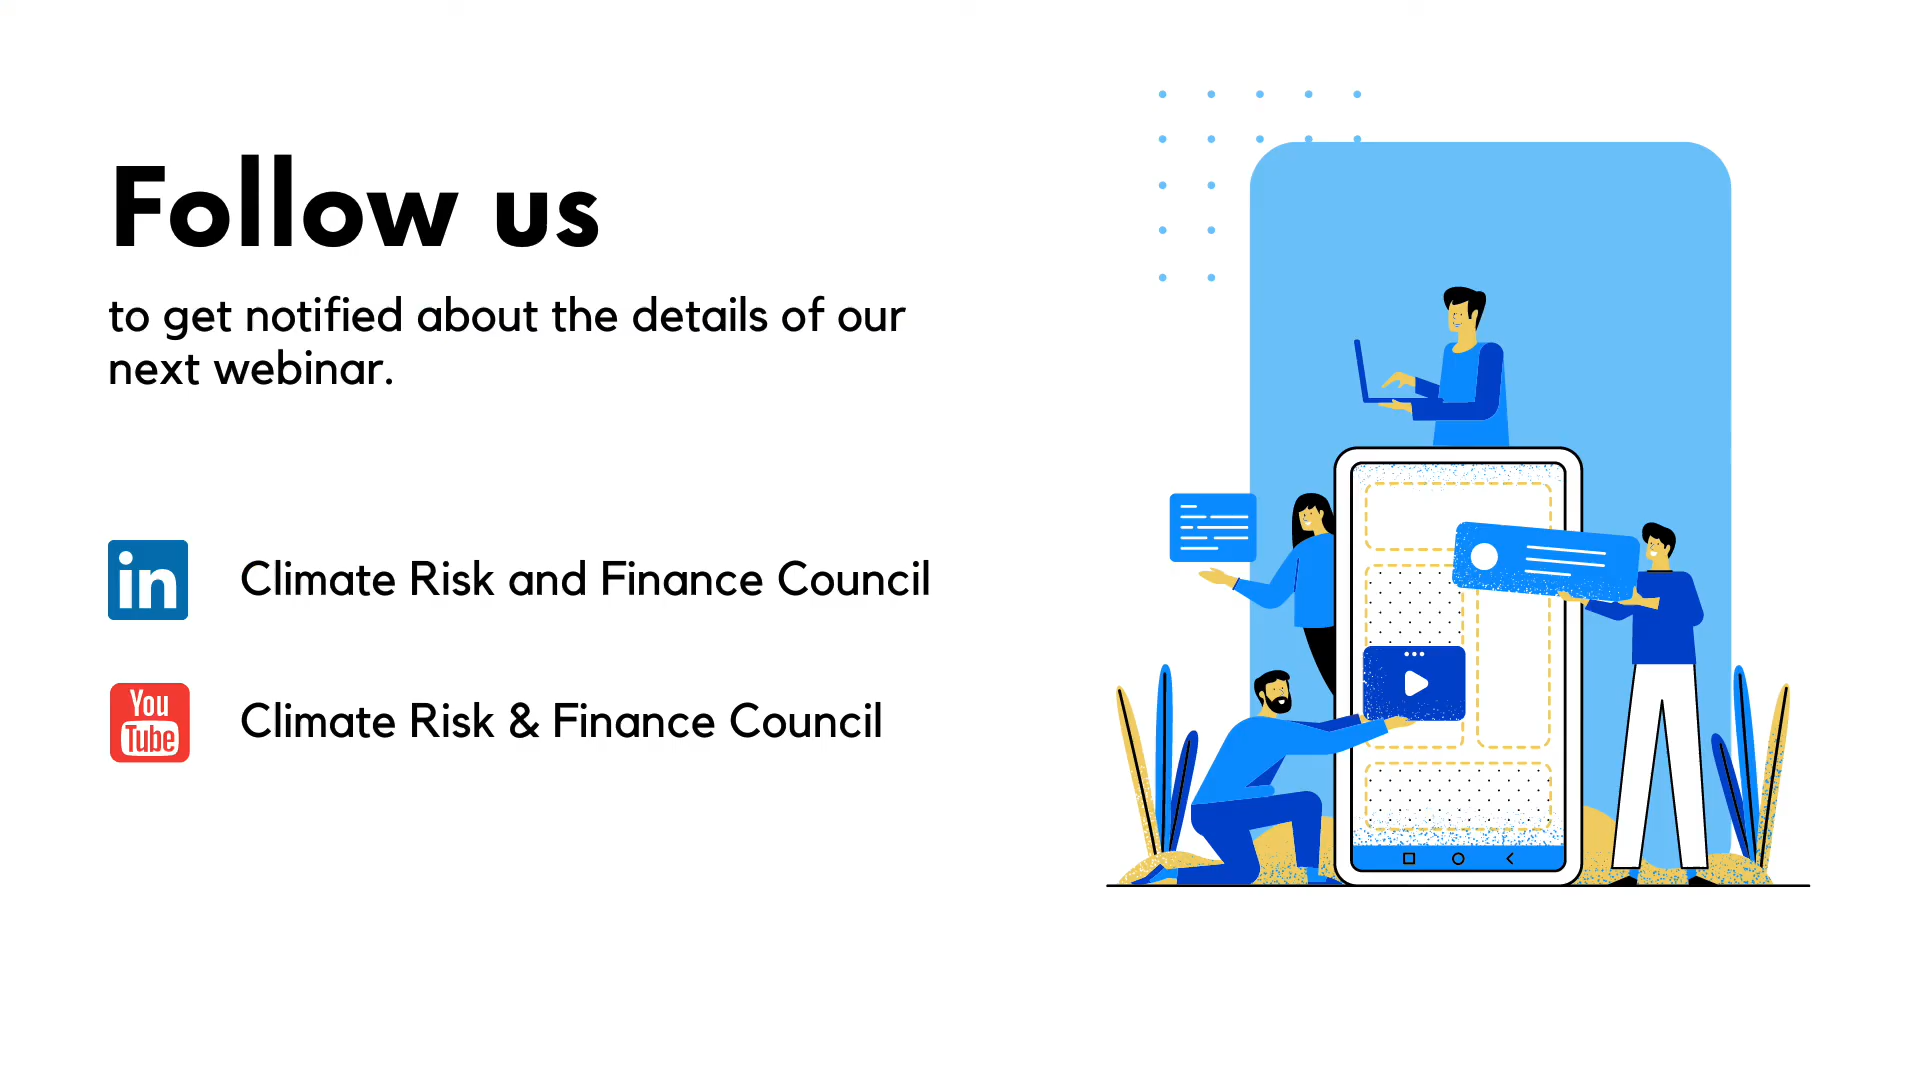 Follow us
to get notified about the details of our
next webinar.
in
Climate Risk and Finance Council
You
Tube
Climate Risk & Finance Council